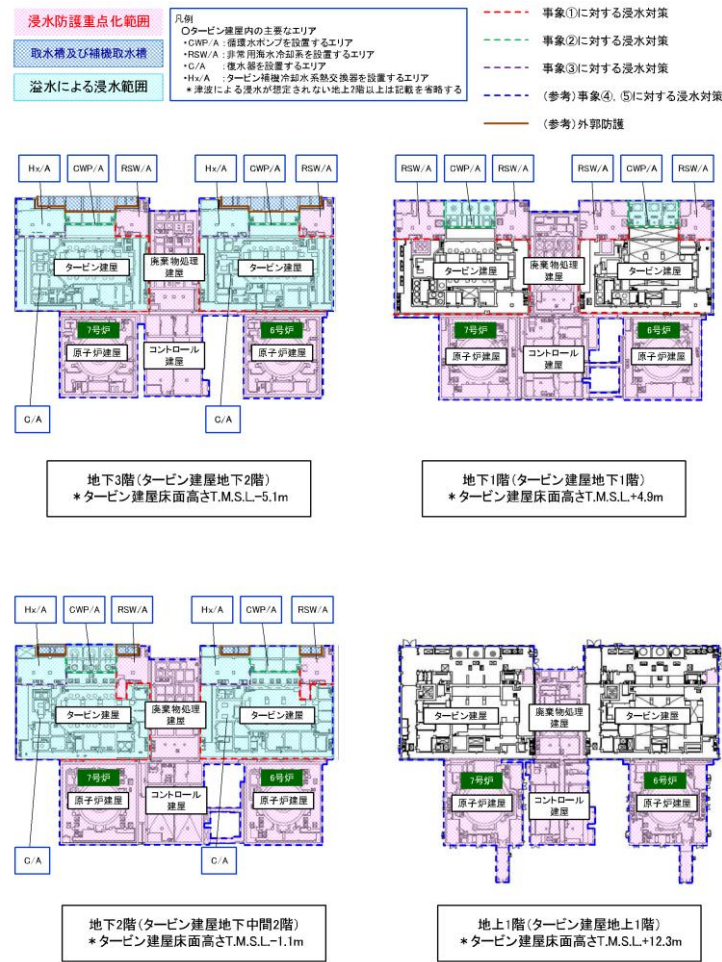 浸水防護重点化範囲
取水槽及び補機取水槽
溢水による浸水範囲
凡例
○タービン建屋内の主要なエリア
・CWP/A：循環水ポンプを設置するエリア
・RSW/A：非常用海水冷却系を設置するエリア
・C/A　：復水器を設置するエリア
・Hx/A　：タービン補機冷却水系熱交換器を設置するエリア
＊津波による浸水が想定されない地上2階以上は記載を省略する
事象①に対する浸水対策
事象②に対する浸水対策
事象③に対する浸水対策
(参考)事象④，⑤に対する浸水対策
(参考)外郭防護
Hx/A
CWP/A
RSW/A
Hx/A
CWP/A
RSW/A
タービン建屋
廃棄物処理
建屋
タービン建屋
7号炉
原子炉建屋
コントロール
建屋
6号炉
原子炉建屋
C/A
C/A
地下3階(タービン建屋地下2階)
＊タービン建屋床面高さT.M.S.L.−5.1m
RSW/A
CWP/A
RSW/A
RSW/A
CWP/A
RSW/A
タービン建屋
廃棄物処理
建屋
タービン建屋
7号炉
原子炉建屋
コントロール
建屋
6号炉
原子炉建屋
地下1階(タービン建屋地下1階)
＊タービン建屋床面高さT.M.S.L.+4.9m
Hx/A
CWP/A
RSW/A
Hx/A
CWP/A
RSW/A
タービン建屋
廃棄物処理
建屋
タービン建屋
7号炉
原子炉建屋
コントロール
建屋
6号炉
原子炉建屋
C/A
C/A
地下2階(タービン建屋地下中間2階)
＊タービン建屋床面高さT.M.S.L.−1.1m
タービン建屋
廃棄物処理
建屋
タービン建屋
7号炉
原子炉建屋
コントロール
建屋
6号炉
原子炉建屋
地上1階(タービン建屋地上1階)
＊タービン建屋床面高さT.M.S.L.+12.3m